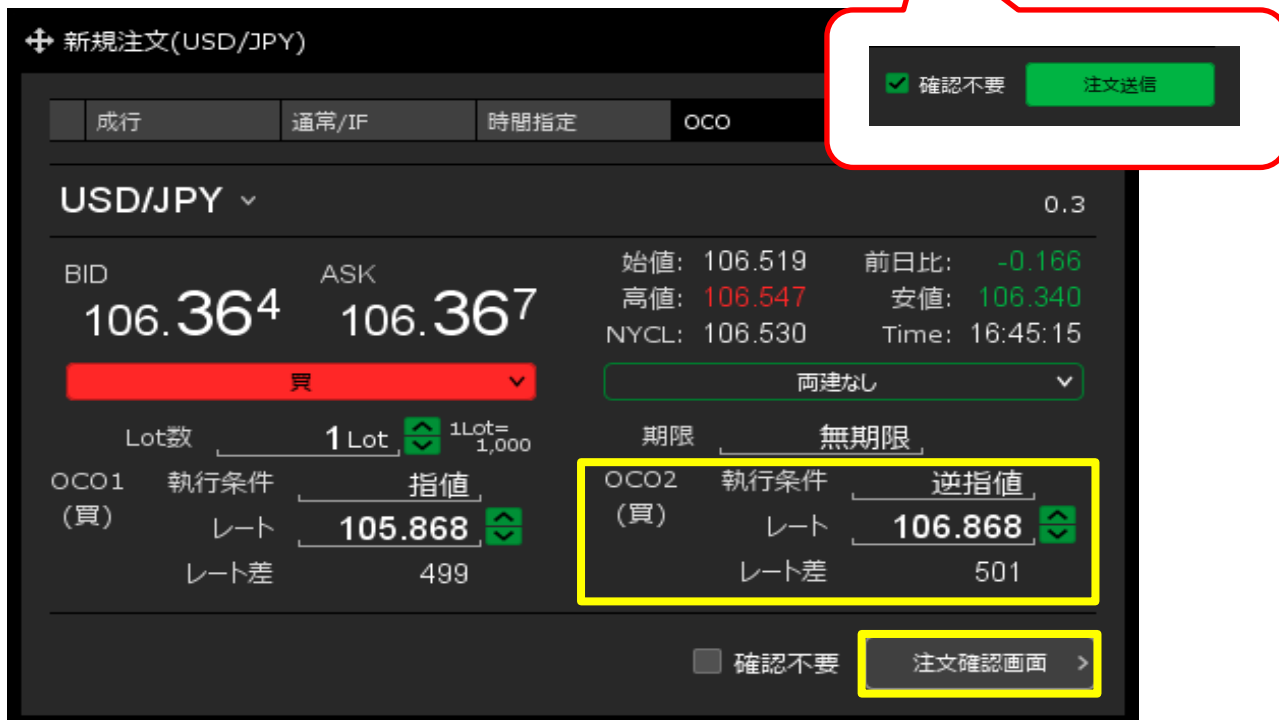 新規注文(USD/JPY)
確認不要 注文送信
成行 通常/IF 時間指定 OCO
USD/JPY 0.3
BID ASK
106.364 106.367
始値: 106.519 前日比: -0.166
高値: 106.547 安値: 106.340
NYCL: 106.530 Time: 16:45:15
買 両建なし
Lot数 1 Lot 1Lot=
1,000
期限 無期限
OCO1 執行条件 指値
(買) レート 105.868
レート差 499
OCO2 執行条件 逆指値
(買) レート 106.868
レート差 501
確認不要 注文確認画面 >